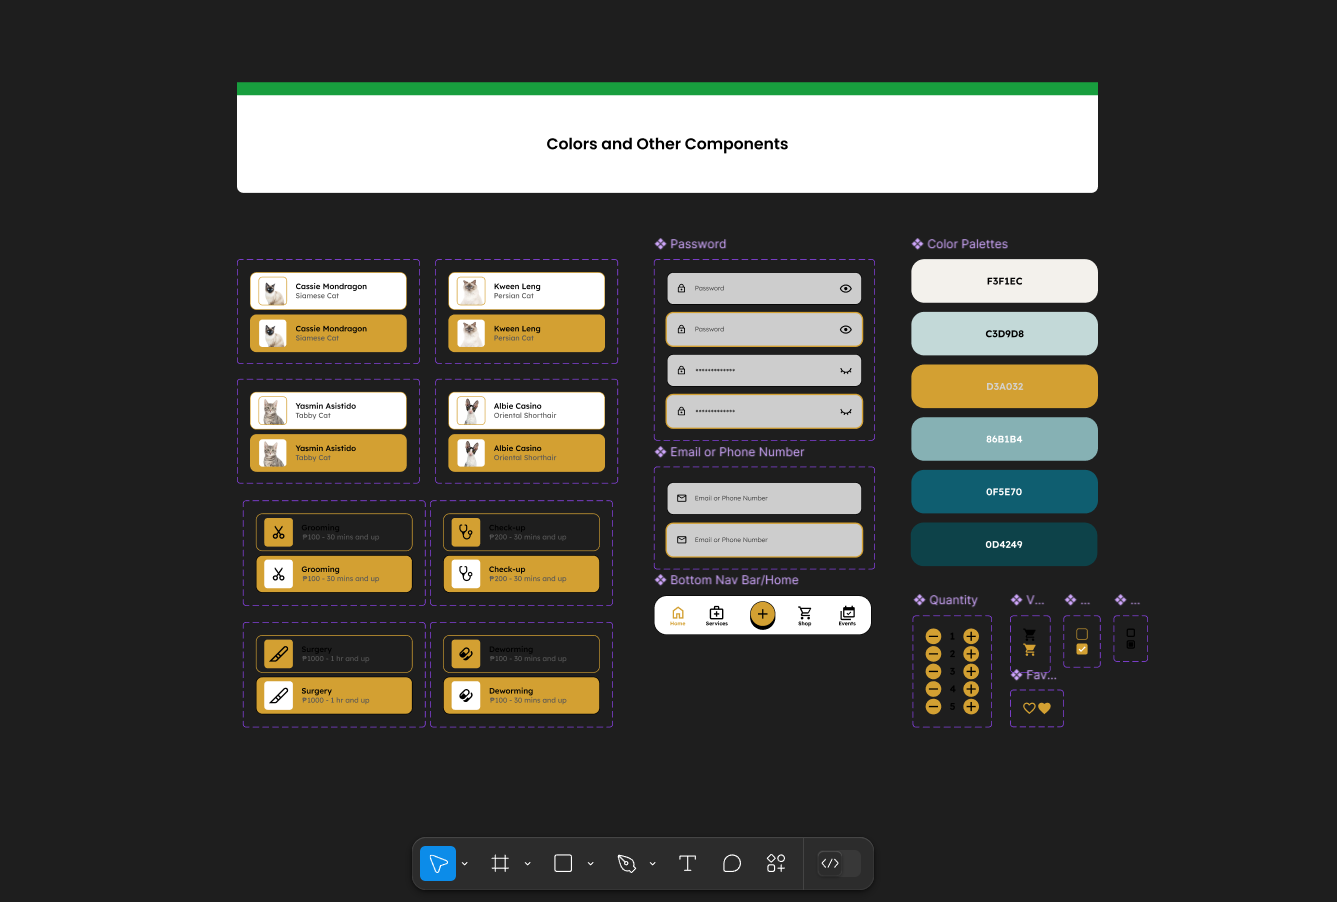 Colors and Other Components
Cassie Mondragon
Siamese Cat
Cassie Mondragon
Siamese Cat
Kween Leng
Persian Cat
Kween Leng
Persian Cat
Yasmin Asistido
Tabby Cat
Yasmin Asistido
Tabby Cat
Albie Casino
Oriental Shorthair
Albie Casino
Oriental Shorthair
Grooming
₱100 - 30 mins and up
Grooming
₱100 - 30 mins and up
Check-up
₱200 - 30 mins and up
Check-up
₱200 - 30 mins and up
Surgery
₱1000 - 1 hr and up
Surgery
₱1000 - 1 hr and up
Deworming
₱100 - 30 mins and up
Deworming
₱100 - 30 mins and up
Password
Password
Password
*************
*************
Email or Phone Number
Email or Phone Number
Email or Phone Number
Bottom Nav Bar/Home
Home
Services
Shop
Events
Color Palettes
F3F1EC
C3D9D8
D3A032
86B1B4
0F5E70
0D4249
Quantity
1
2
3
4
5
V...
...
...
Fav...